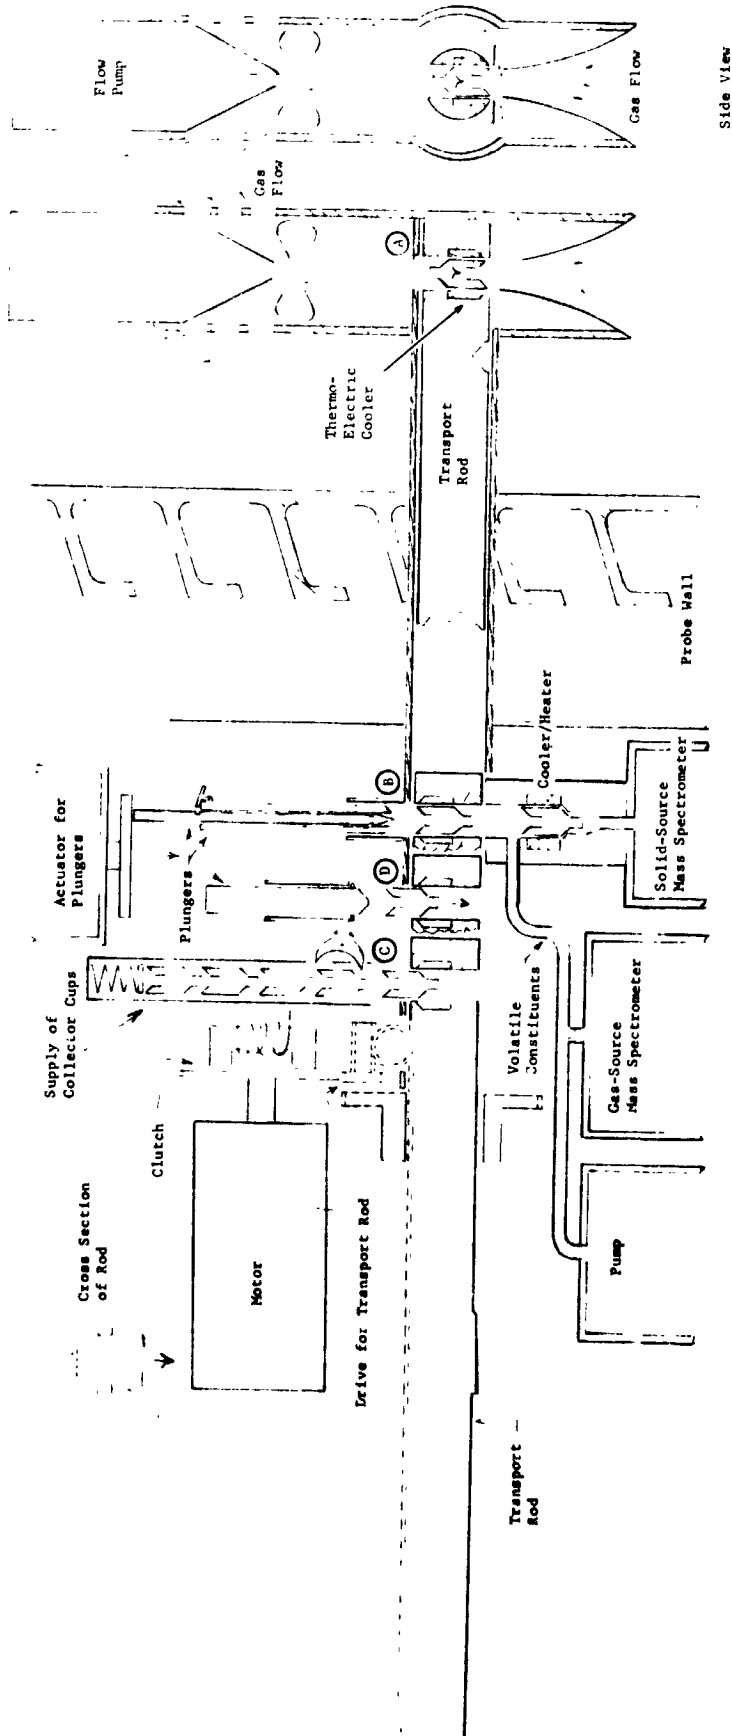 Flow
Pump
Gas
Flow
Gas Flow
Side View
A
Thermo-
Electric
Cooler
Transport
Rod
Probe Wall
Actuator for
Plungers
Plungers
B
D
C
Cooler/Heater
Solid-Source
Mass Spectrometer
Supply of
Collector Cups
Volatile
Constituents
Gas-Source
Mass Spectrometer
Clutch
Cross Section
of Rod
Motor
Drive for Transport Rod
Pump
Transport
Rod